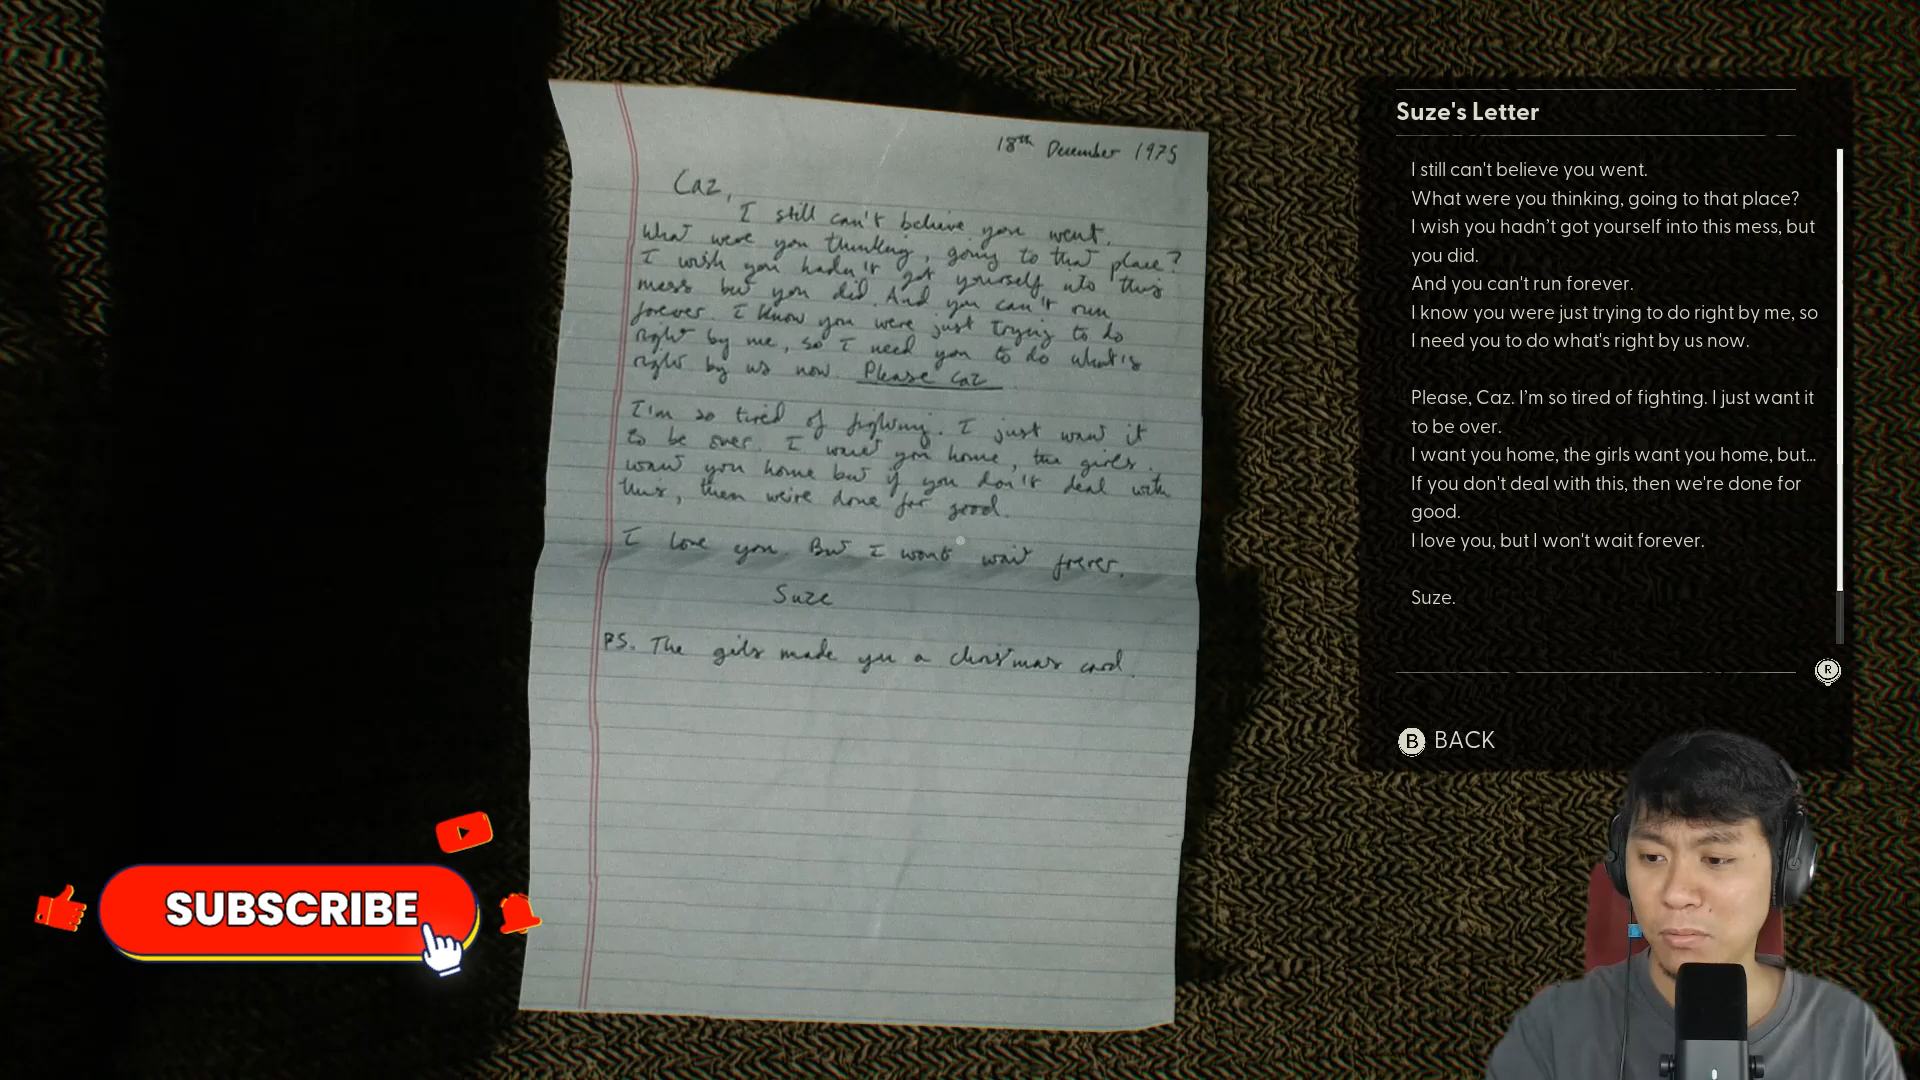 18th December 1975
Caz,
I still can't believe you went.
What were you thinking, going to that place?
I wish you hadn't got yourself into this
mess but you did. And you can't run
forever. I know you were just trying to do
right by me, so I need you to do what's
right by us now. Please Caz
I'm so tired of fighting. I just want it
to be over. I want you home, the girls
want you home but if you don't deal with
this, then we're done for good.
I love you. But I won't wait forever.
Suze
PS. The girls made you a christmas card.
Suze's Letter
I still can't believe you went.
What were you thinking, going to that place?
I wish you hadn't got yourself into this mess, but
you did.
And you can't run forever.
I know you were just trying to do right by me, so
I need you to do what's right by us now.
Please, Caz. I'm so tired of fighting. I just want it
to be over.
I want you home, the girls want you home, but...
If you don't deal with this, then we're done for
good.
I love you, but I won't wait forever.
Suze.
R
B BACK
SUBSCRIBE